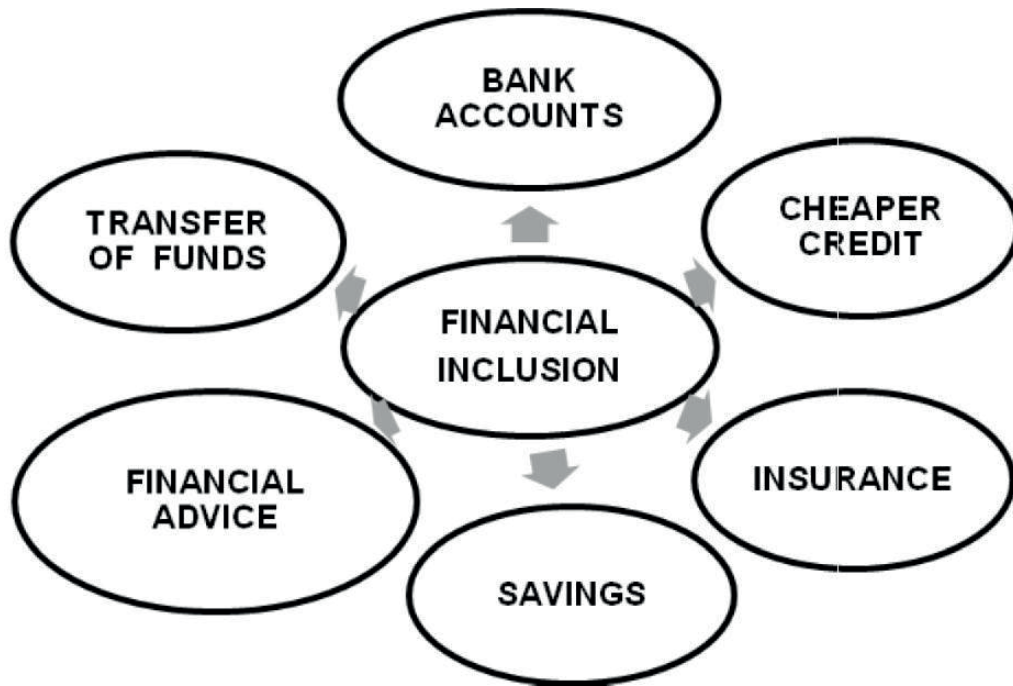 BANK
ACCOUNTS
TRANSFER
OF FUNDS
CHEAPER
CREDIT
FINANCIAL
INCLUSION
FINANCIAL
ADVICE
INSURANCE
SAVINGS